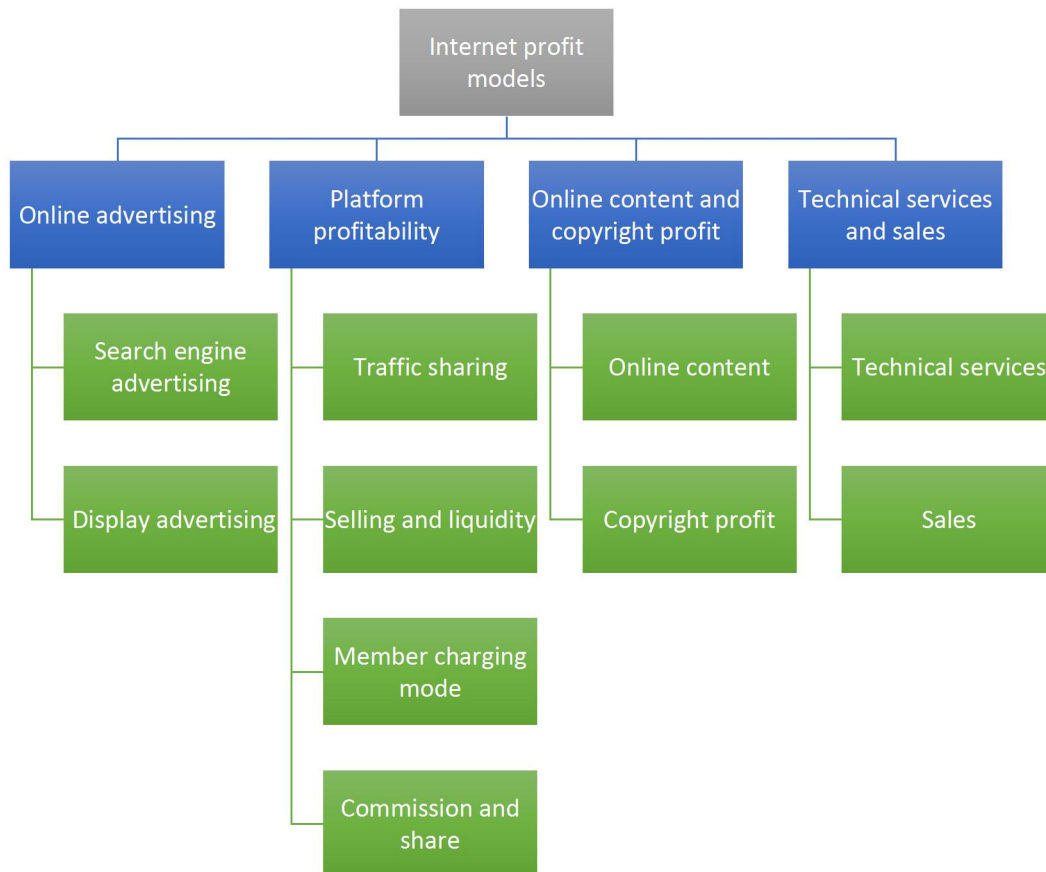 Internet profit
models
Online advertising
Platform
profitability
Online content and
copyright profit
Technical services
and sales
Search engine
advertising
Display advertising
Traffic sharing
Selling and liquidity
Member charging
mode
Commission and
share
Online content
Copyright profit
Technical services
Sales